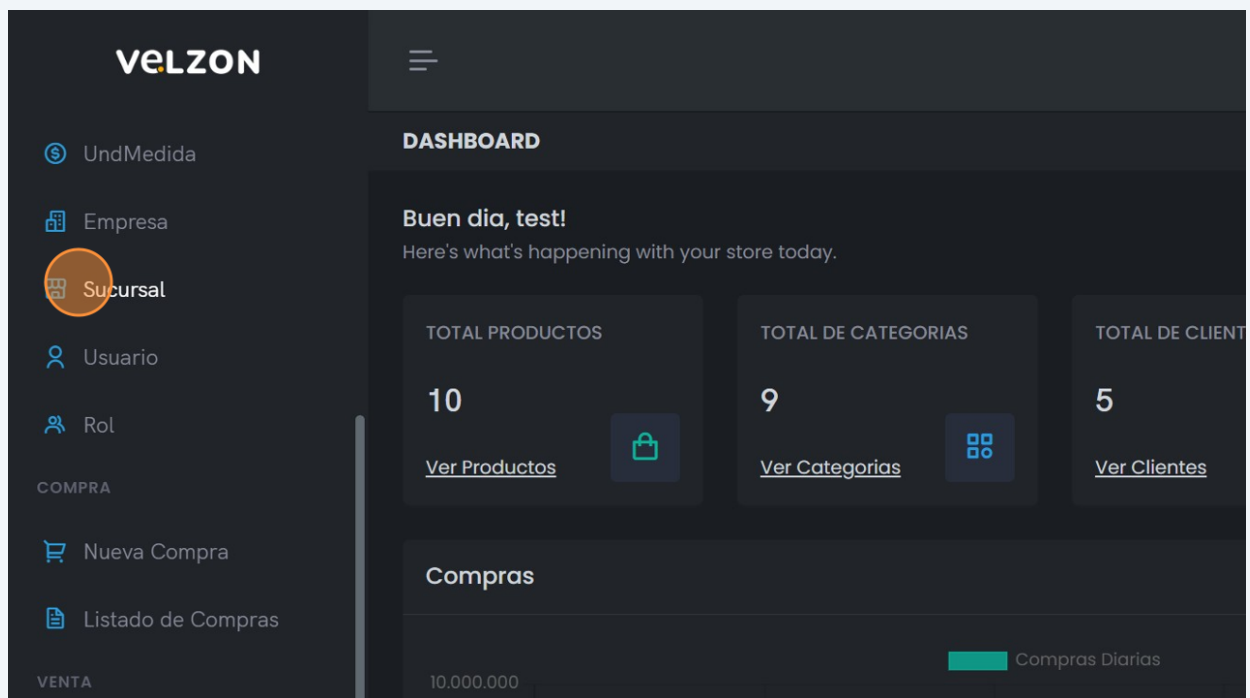 VELZON
UndMedida
Empresa
Sucursal
Usuario
Rol
COMPRA
Nueva Compra
Listado de Compras
VENTA
DASHBOARD
Buen dia, test!
Here's what's happening with your store today.
TOTAL PRODUCTOS
10
Ver Productos
TOTAL DE CATEGORIAS
9
Ver Categorias
TOTAL DE CLIENT
5
Ver Clientes
Compras
Compras Diarias
10.000.000